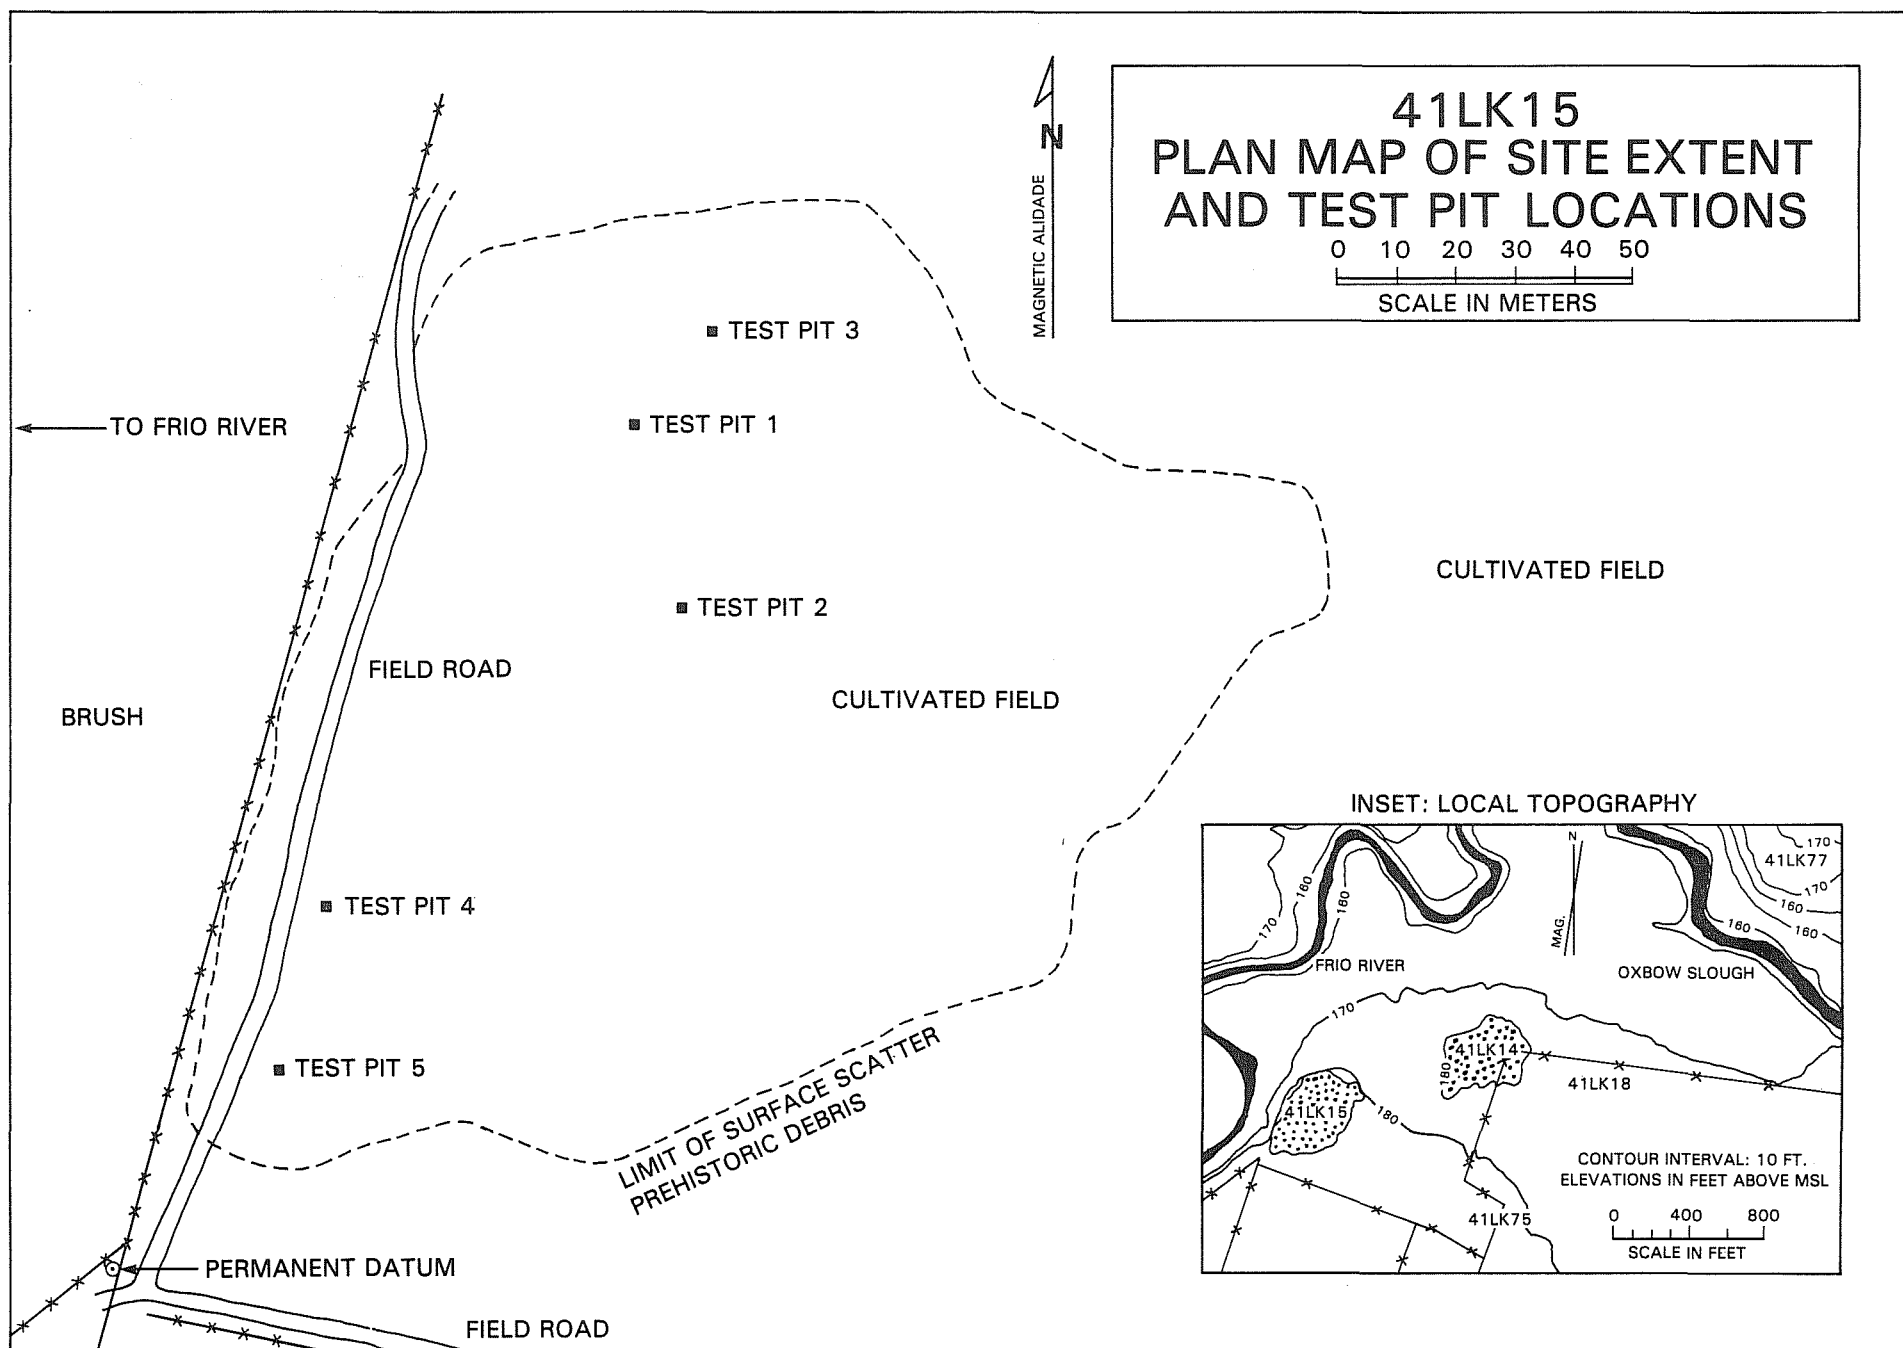 41LK15
PLAN MAP OF SITE EXTENT
AND TEST PIT LOCATIONS
0 10 20 30 40 50
SCALE IN METERS
N
MAGNETIC ALIDADE
TEST PIT 3
TEST PIT 1
TO FRIO RIVER
TEST PIT 2
CULTIVATED FIELD
FIELD ROAD
CULTIVATED FIELD
BRUSH
TEST PIT 4
TEST PIT 5
LIMIT OF SURFACE SCATTER
PREHISTORIC DEBRIS
PERMANENT DATUM
FIELD ROAD
INSET: LOCAL TOPOGRAPHY
N
MAG.
170
41LK77
170
160
160
160
160
180
170
FRIO RIVER
OXBOW SLOUGH
170
41LK14
180
41LK18
41LK15
180
CONTOUR INTERVAL: 10 FT.
ELEVATIONS IN FEET ABOVE MSL
41LK75
0 400 800
SCALE IN FEET